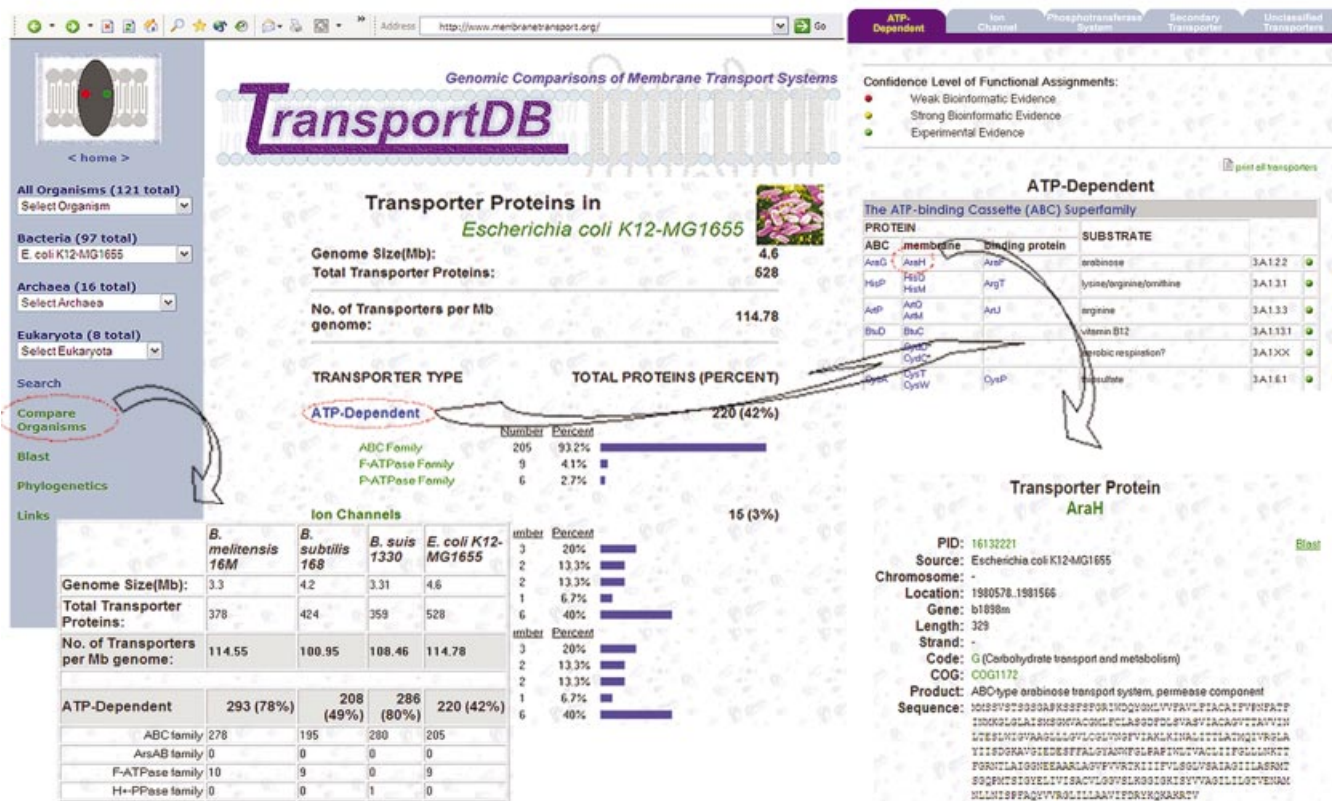 Address http://www.membranetransport.org/ Go
< home >
All Organisms (121 total)
Select Organism
Bacteria (97 total)
E. coli K12-MG1655
Archaea (16 total)
Select Archaea
Eukaryota (8 total)
Select Eukaryota
Search
Compare
Organisms
Blast
Phylogenetics
Links
Genomic Comparisons of Membrane Transport Systems
TransportDB
Transporter Proteins in
Escherichia coli K12-MG1655
Genome Size(Mb): 4.6
Total Transporter Proteins: 528
No. of Transporters per Mb
genome: 114.78
TRANSPORTER TYPE TOTAL PROTEINS (PERCENT)
ATP-Dependent 220 (42%)
Number Percent
ABC Family 205 93.2%
F-ATPase Family 9 4.1%
P-ATPase Family 6 2.7%
Ion Channels 15 (3%)
mber Percent
3 20%
2 13.3%
2 13.3%
1 6.7%
6 40%
mber Percent
3 20%
2 13.3%
2 13.3%
1 6.7%
6 40%
B. melitensis 16M B. subtilis 168 B. suis 1330 E. coli K12-MG1655
Genome Size(Mb): 3.3 4.2 3.31 4.6
Total Transporter Proteins: 378 424 359 528
No. of Transporters per Mb genome: 114.55 100.95 108.46 114.78
ATP-Dependent 293 (78%) 208 (49%) 286 (80%) 220 (42%)
ABC family 278 195 280 205
ArsAB family 0 0 0 0
F-ATPase family 10 9 0 9
H+-PPase family 0 0 1 0
ATP-Dependent
Ion Channel
Phosphotransferase System
Secondary Transporter
Unclassified Transporters
Confidence Level of Functional Assignments:
Weak Bioinformatic Evidence
Strong Bioinformatic Evidence
Experimental Evidence
print all transporters
ATP-Dependent
The ATP-binding Cassette (ABC) Superfamily
PROTEIN SUBSTRATE
ABC membrane binding protein
AraG AraH AraF arabinose 3.A.1.2.2
HisP HisQ HisM ArgT lysine/arginine/ornithine 3.A.1.3.1
ArtP ArtQ ArtM ArtJ arginine 3.A.1.3.3
BtuD BtuC vitamin B12 3.A.1.13.1
CydC aerobic respiration? 3.A.1.XX
CysA CysT CysW CysP 3.A.1.6.1
Transporter Protein
AraH
PID: 16132221 Blast
Source: Escherichia coli K12-MG1655
Chromosome: -
Location: 1980578..1981566
Gene: b1898m
Length: 329
Strand: -
Code: G (Carbohydrate transport and metabolism)
COG: COG1172
Product: ABC-type arabinose transport system, permease component
Sequence: